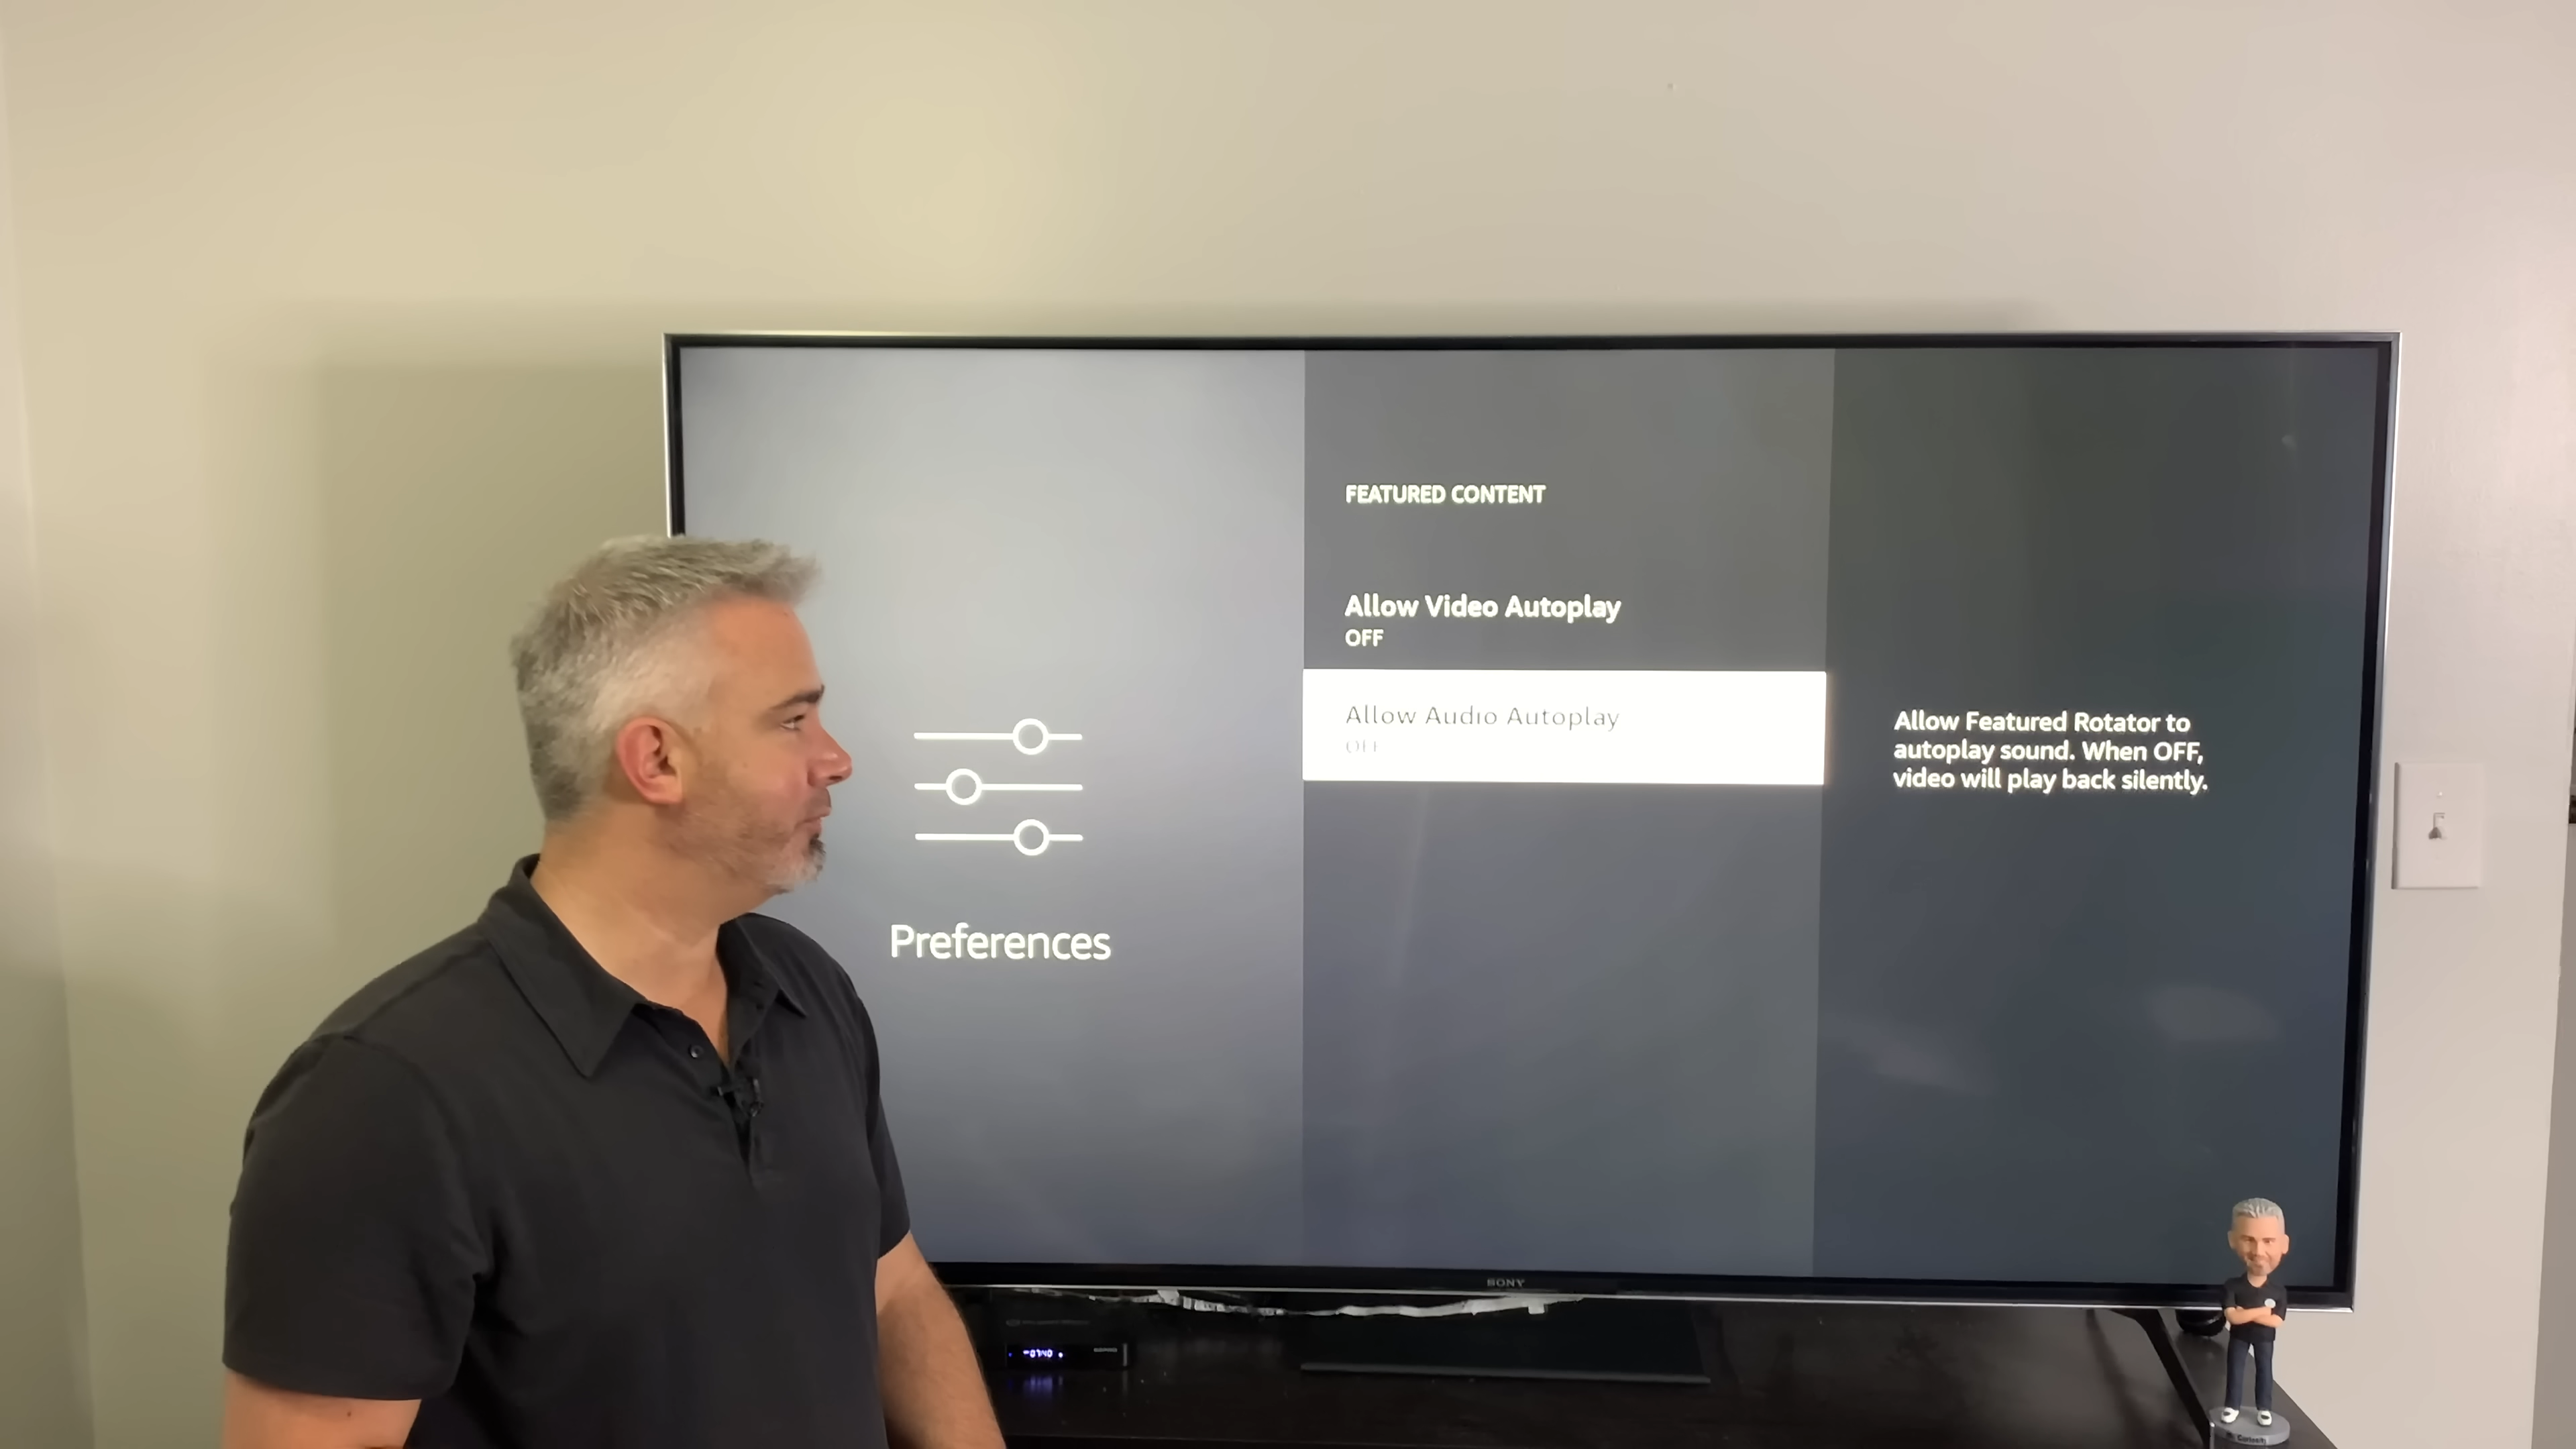 FEATURED CONTENT
Allow Video Autoplay
OFF
Allow Audio Autoplay
OFF
Allow Featured Rotator to
autoplay sound. When OFF,
video will play back silently.
Preferences
SONY